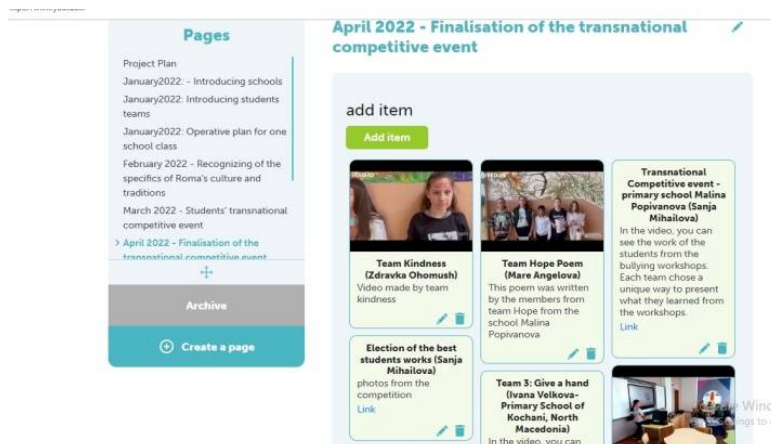 Pages
Project Plan
January2022: - Introducing schools
January2022: Introducing students
teams
January2022: Operative plan for one
school class
February 2022 - Recognizing of the
specifics of Roma's culture and
traditions
March 2022 - Students' transnational
competitive event
> April 2022 - Finalisation of the
transnational competitive event
Archive
Create a page
April 2022 - Finalisation of the transnational
competitive event
add item
Add item
Team Kindness
(Zdravka Ohomush)
Video made by team
kindness
Election of the best
students works (Sanja
Mihailova)
photos from the
competition
Link
Team Hope Poem
(Mare Angelova)
This poem was written
by the members from
team Hope from the
school Malina
Popivanova
Team 3: Give a hand
(Ivana Velkova-
Primary School of
Kochani, North
Macedonia)
In the video, you can
Transnational
Competitive event -
primary school Malina
Popivanova (Sanja
Mihailova)
In the video, you can
see the work of the
students from the
bullying workshops.
Each team chose a
unique way to present
what they learned from
the workshops.
Link